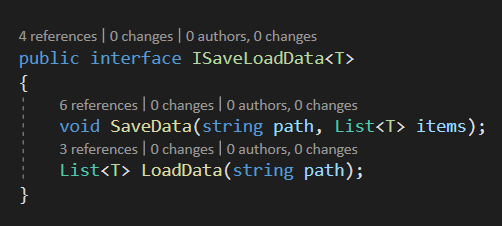 4 references | 0 changes | 0 authors, 0 changes
public interface ISaveLoadData<T>
{
6 references | 0 changes | 0 authors, 0 changes
void SaveData(string path, List<T> items);
3 references | 0 changes | 0 authors, 0 changes
List<T> LoadData(string path);
}